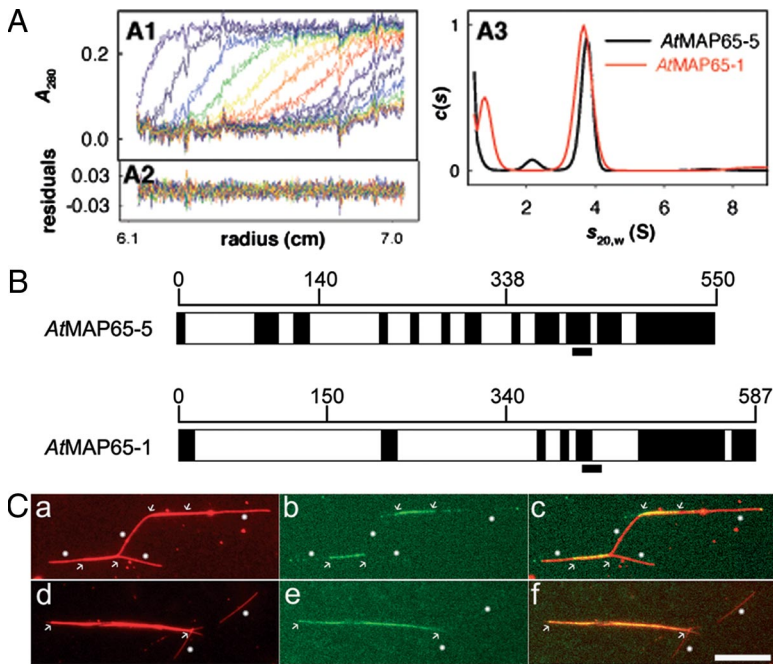 A
A1
0.2
0.0
A280
A2
0.03
-0.03
residuals
6.1
radius (cm)
7.0
A3
1
0
c(s)
AtMAP65-5
AtMAP65-1
2
4
6
8
s20,w (S)
B
0
140
338
550
AtMAP65-5
0
150
340
587
AtMAP65-1
C
a
b
c
d
e
f